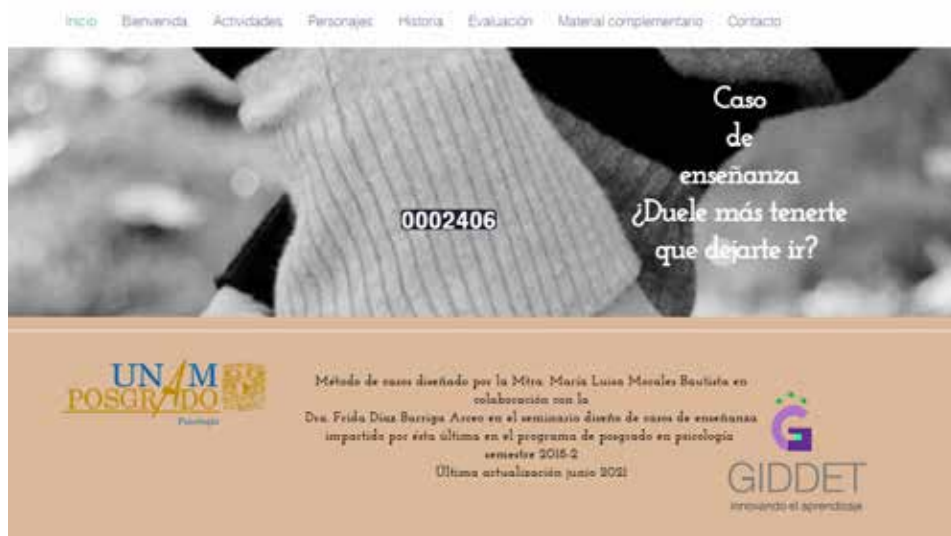 Inicio Bienvenida Actividades Personajes Historia Evaluación Material complementario Contacto
Caso
de
enseñanza
¿Duele más tenerte
que dejarte ir?
0002406
UNAM
POSGRADO
Psicología
Método de casos diseñado por la Mtra. María Luisa Morales Bautista en
colaboración con la
Dra. Frida Díaz Barriga Arceo en el seminario diseño de casos de enseñanza
impartido por ésta última en el programa de posgrado en psicología
semestre 2018-2
Última actualización junio 2021
GIDDET
innovando el aprendizaje